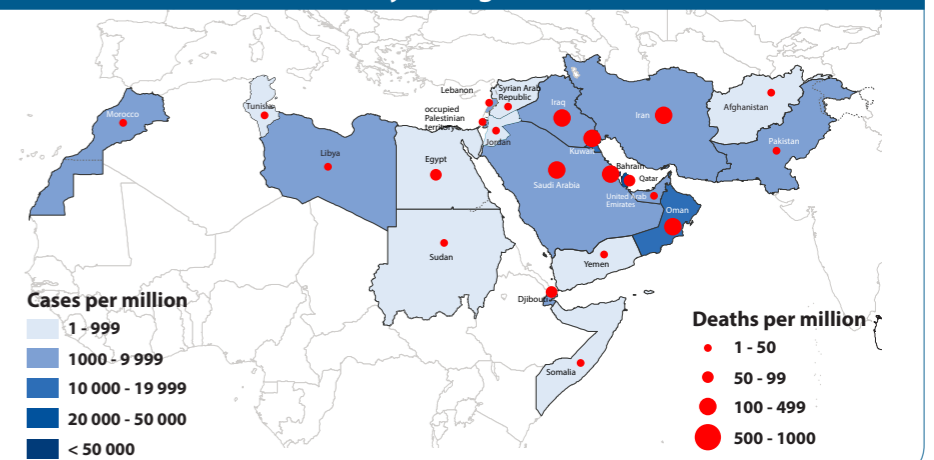 Lebanon
Syrian Arab
Republic
occupied
Palestinian
territory
Tunisia
Morocco
Libya
Egypt
Jordan
Iraq
Iran
Afghanistan
Pakistan
Kuwait
Saudi Arabia
Bahrain
Qatar
United Arab
Emirates
Oman
Sudan
Yemen
Djibouti
Somalia
Cases per million
1 - 999
1000 - 9 999
10 000 - 19 999
20 000 - 50 000
< 50 000
Deaths per million
1 - 50
50 - 99
100 - 499
500 - 1000